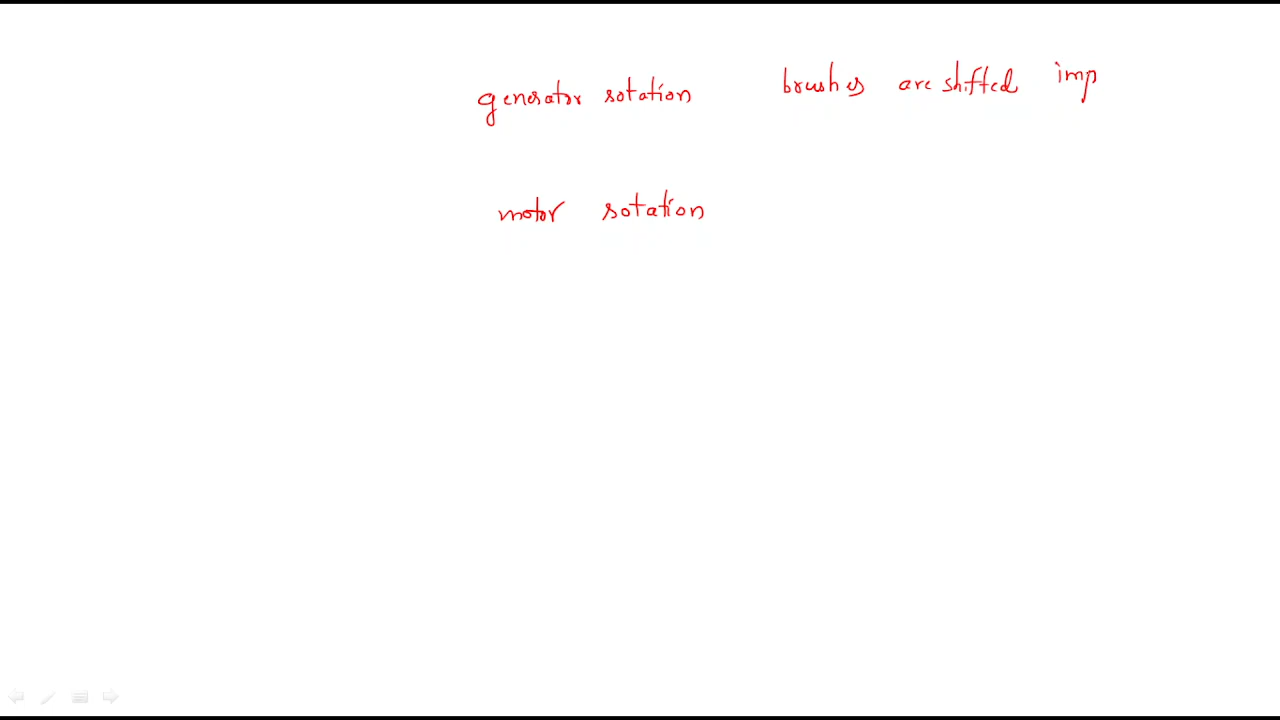 generator rotation brushes are shifted imp
motor rotation